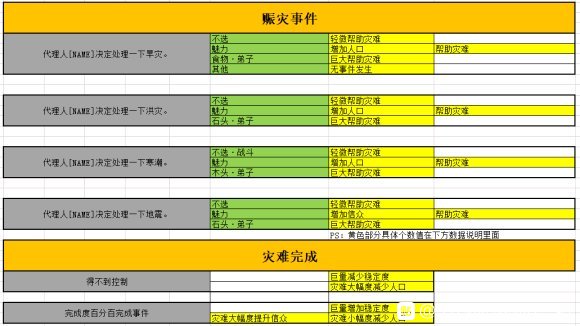 赈灾事件
不选 轻微帮助灾难
代理人[NAME]决定处理一下旱灾。 魅力 增加人口 帮助灾难
食物·弟子 巨大帮助灾难
其他 无事件发生
不选 轻微帮助灾难
代理人[NAME]决定处理一下洪灾。 魅力 增加人口 帮助灾难
石头·弟子 巨大帮助灾难
不选·战斗 轻微帮助灾难
代理人[NAME]决定处理一下寒潮。 魅力 增加人口 帮助灾难
木头·弟子 巨大帮助灾难
不选 轻微帮助灾难
代理人[NAME]决定处理一下地震。 魅力 增加信众 帮助灾难
石头·弟子 巨大帮助灾难
PS：黄色部分具体个数值在下方数据说明里面
灾难完成
得不到控制 巨量减少稳定度
灾难大幅度减少人口
完成度百分百完成事件 巨量增加稳定度
灾难大幅度提升信众 灾难小幅度减少人口